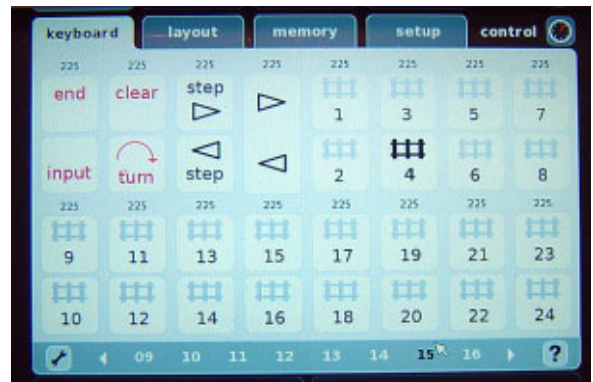 keyboard layout memory setup control
225 225 225 225 225 225 225 225
end clear step 1 3 5 7
input turn step 2 4 6 8
225 225 225 225 225 225 225 225
9 11 13 15 17 19 21 23
10 12 14 16 18 20 22 24
09 10 11 12 13 14 15 16 ?